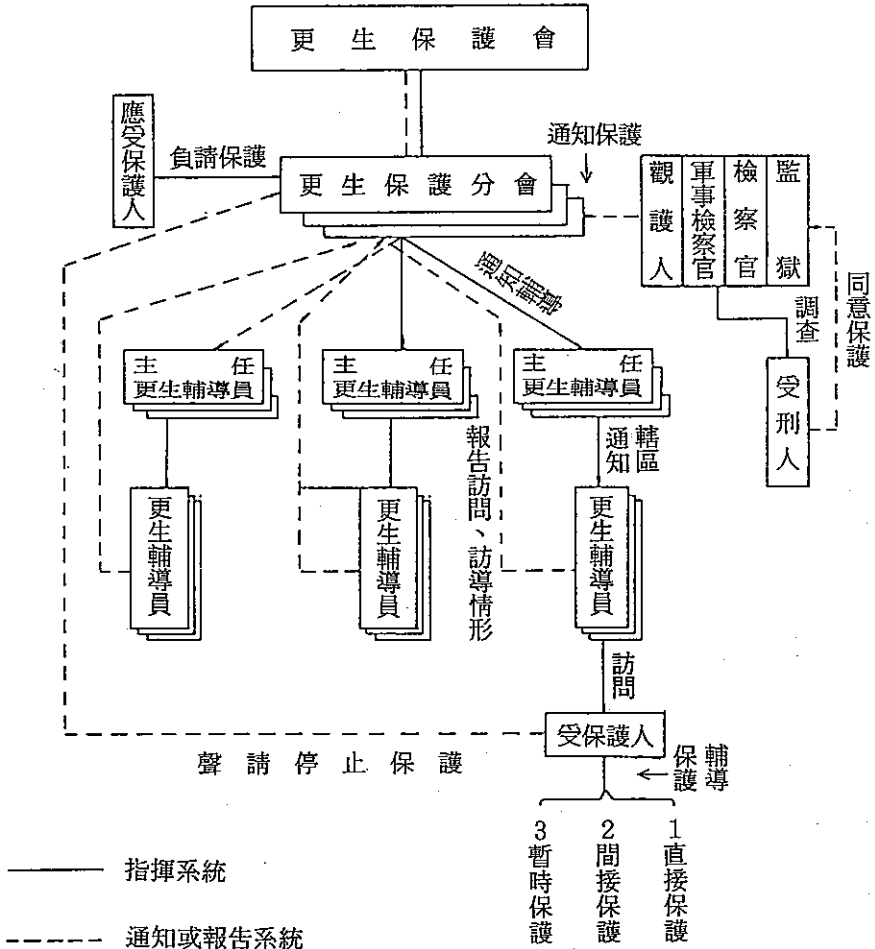 更生保護會
應受保護人
負請保護
更生保護分會
通知保護
觀護人
軍事檢察官
檢察官
監獄
同意保護
調查
受刑人
通知輔導
主任
更生輔導員
主任
更生輔導員
主任
更生輔導員
報告訪問、訪導情形
轄區
通知
更生輔導員
更生輔導員
更生輔導員
訪問
受保護人
聲請停止保護
輔導
保護
1直接保護
2間接保護
3暫時保護
指揮系統
通知或報告系統